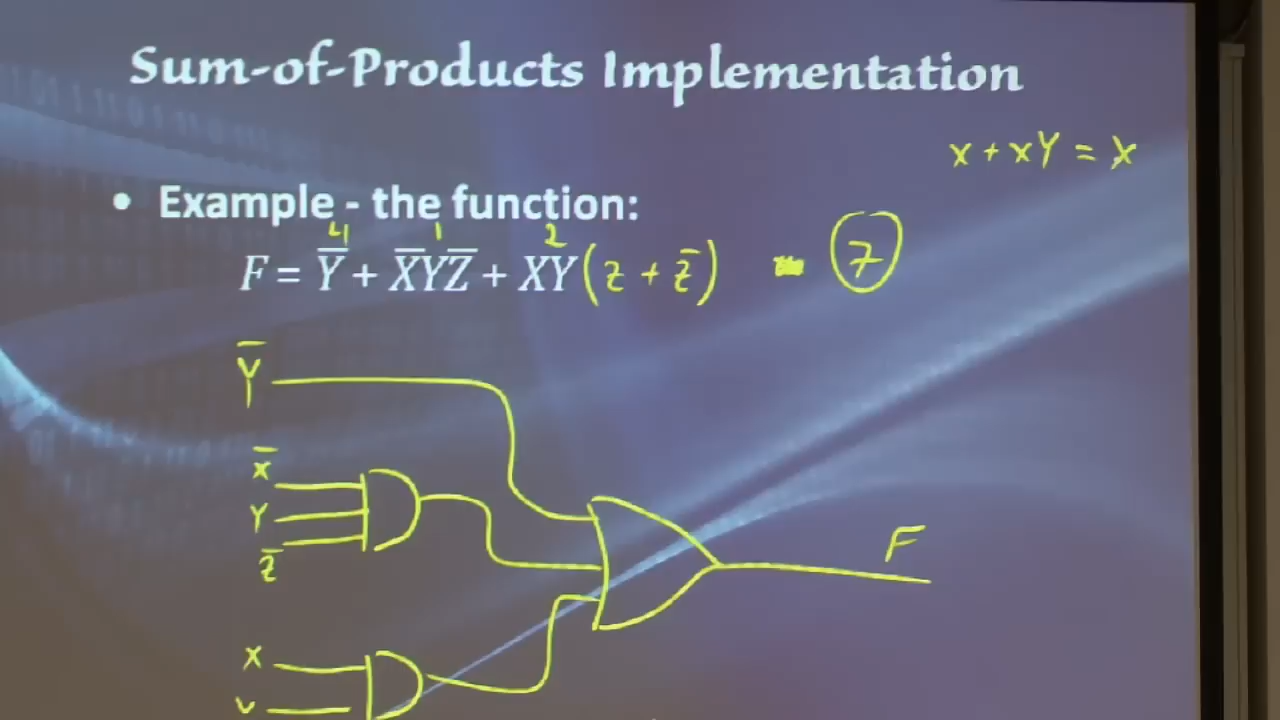 Sum-of-Products Implementation
x + xY = X
• Example - the function:
4 1 2
F = Y̅ + X̅YZ̅ + XY (z + z̅) 7
Y̅
x̅
Y
z̅
F
x